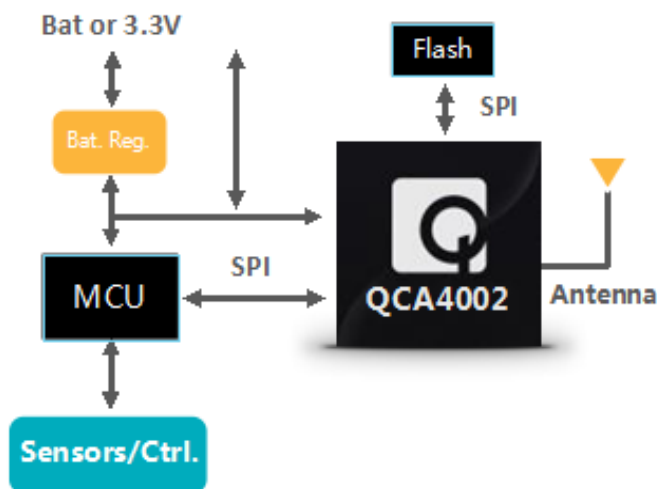 Bat or 3.3V
Flash
SPI
Bat. Reg.
SPI
MCU
QCA4002
Antenna
Sensors/Ctrl.